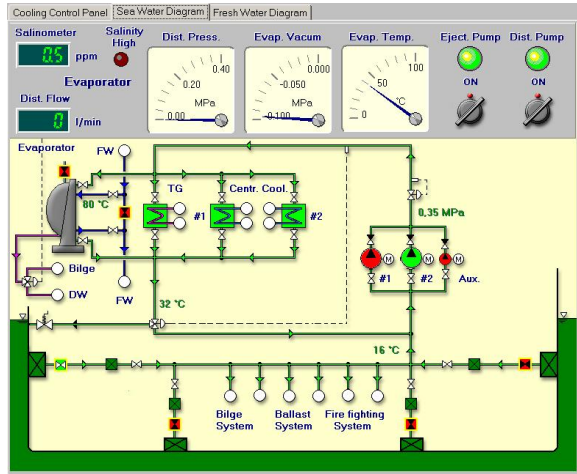 Cooling Control Panel Sea Water Diagram Fresh Water Diagram
Salinometer Salinity High Dist. Press. Evap. Vacum Evap. Temp. Eject. Pump Dist. Pump
0.5 ppm
0.00 0.20 0.40 MPa
-0.100 -0.050 0.000 MPa
0 50 100 °C
ON ON
Evaporator
Dist. Flow
0 l/min
Evaporator FW
TG Centr. Cool.
80 °C #1 #2
0,35 MPa
M M M
#1 #2 Aux.
Bilge
DW
FW
32 °C
16 °C
Bilge System Ballast System Fire fighting System